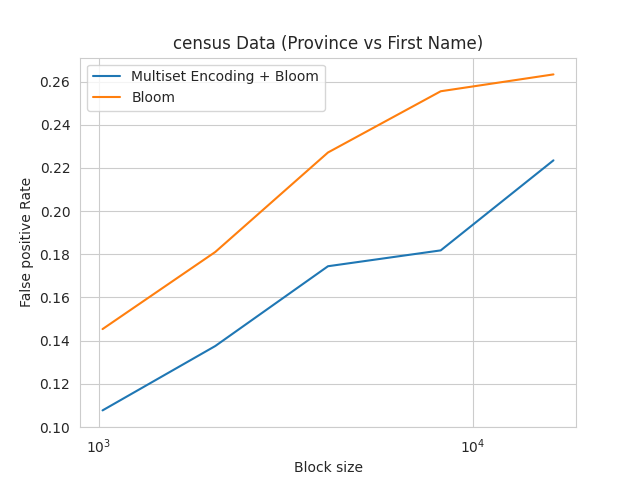 census Data (Province vs First Name)
Multiset Encoding + Bloom
Bloom
False positive Rate
0.26
0.24
0.22
0.20
0.18
0.16
0.14
0.12
0.10
10³
10⁴
Block size